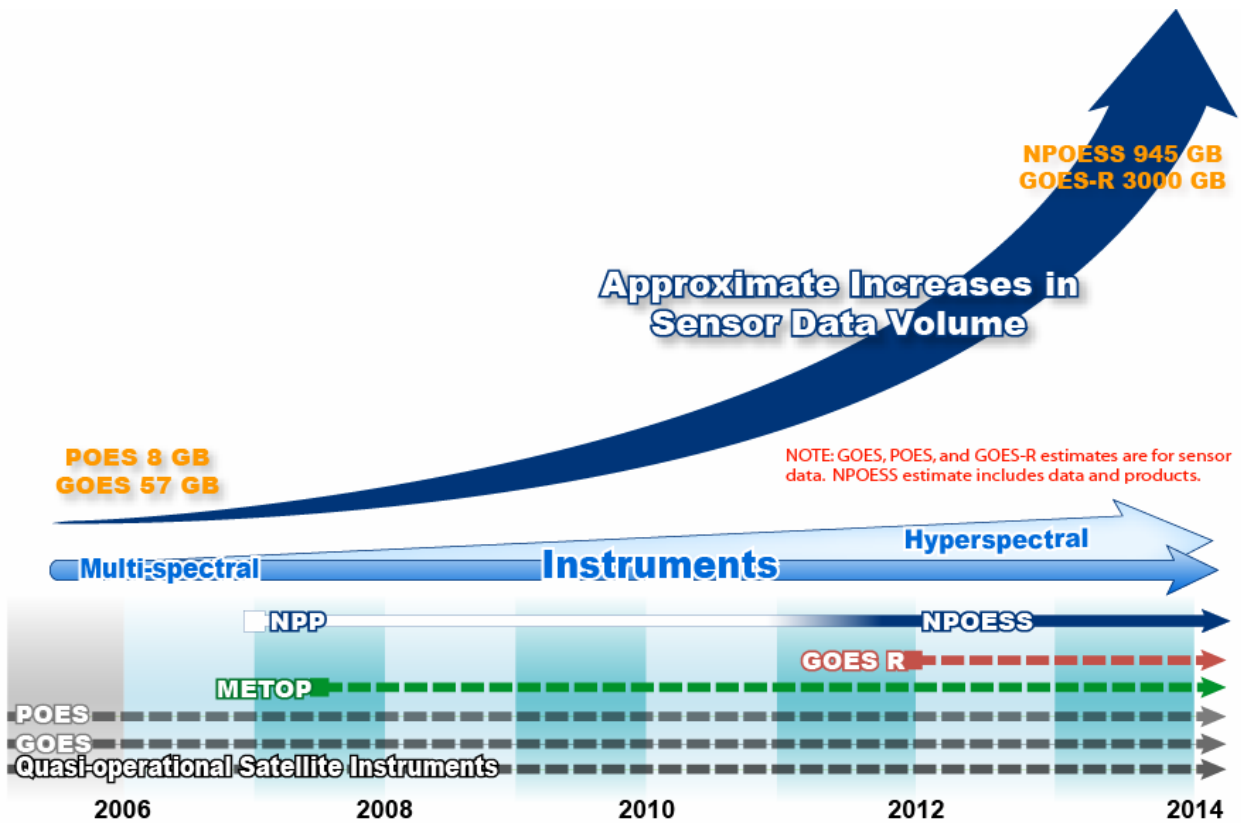 NPOESS 945 GB
GOES-R 3000 GB
Approximate Increases in
Sensor Data Volume
POES 8 GB
GOES 57 GB
NOTE: GOES, POES, and GOES-R estimates are for sensor
data. NPOESS estimate includes data and products.
Hyperspectral
Multi-spectral
Instruments
NPP
NPOESS
GOES R
METOP
POES
GOES
Quasi-operational Satellite Instruments
2006
2008
2010
2012
2014